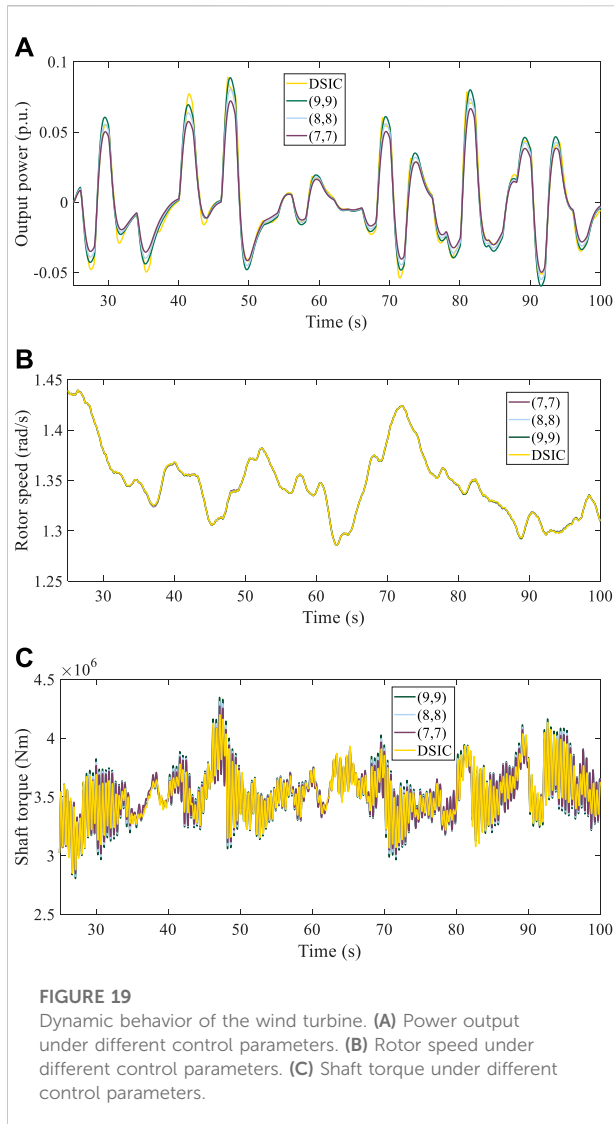 A
0.1
0.05
0
-0.05
Output power (p.u.)
DSIC
(9,9)
(8,8)
(7,7)
30 40 50 60 70 80 90 100
Time (s)
B
1.45
1.4
1.35
1.3
1.25
Rotor speed (rad/s)
(7,7)
(8,8)
(9,9)
DSIC
30 40 50 60 70 80 90 100
Time (s)
C
×10⁶
4.5
4
3.5
3
2.5
Shaft torque (Nm)
(9,9)
(8,8)
(7,7)
DSIC
30 40 50 60 70 80 90 100
Time (s)
FIGURE 19
Dynamic behavior of the wind turbine. (A) Power output
under different control parameters. (B) Rotor speed under
different control parameters. (C) Shaft torque under different
control parameters.